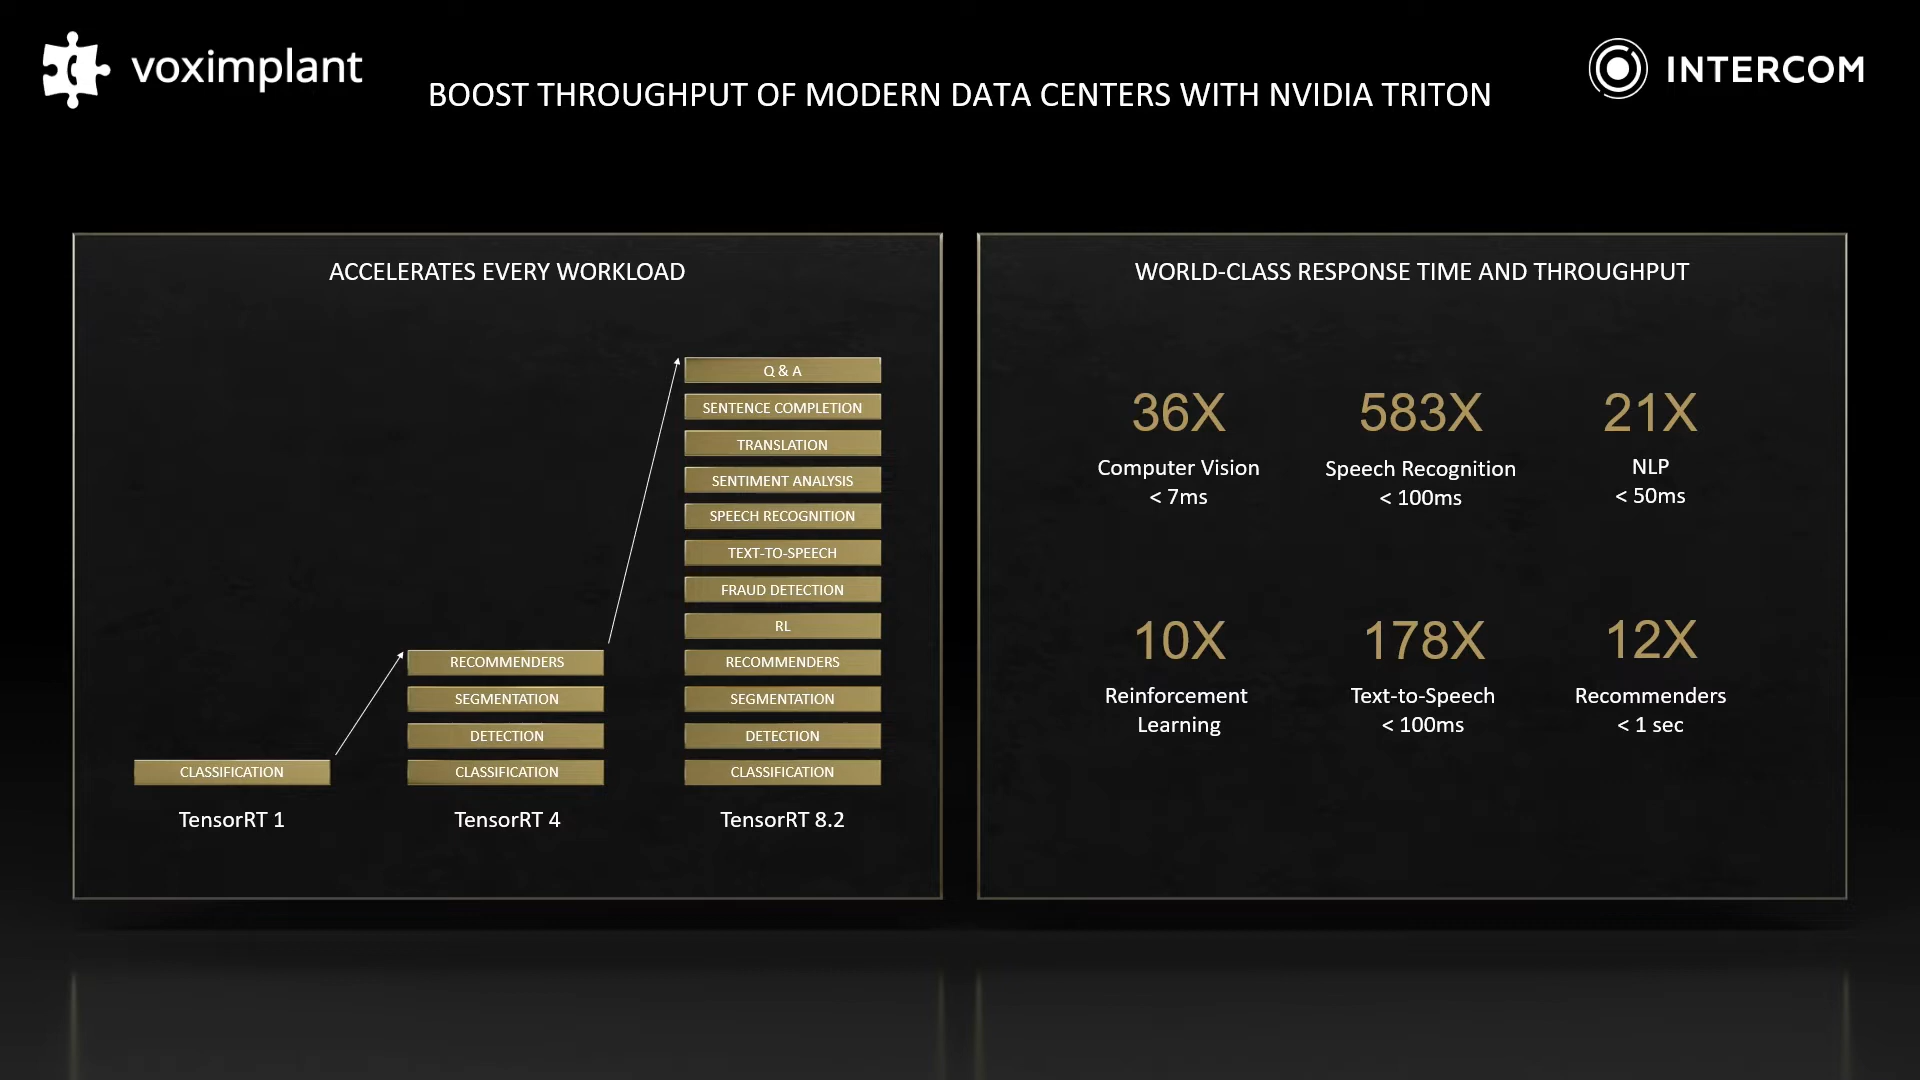 voximplant
INTERCOM
BOOST THROUGHPUT OF MODERN DATA CENTERS WITH NVIDIA TRITON
ACCELERATES EVERY WORKLOAD
Q & A
SENTENCE COMPLETION
TRANSLATION
SENTIMENT ANALYSIS
SPEECH RECOGNITION
TEXT-TO-SPEECH
FRAUD DETECTION
RL
RECOMMENDERS
RECOMMENDERS
SEGMENTATION
SEGMENTATION
DETECTION
DETECTION
CLASSIFICATION
CLASSIFICATION
CLASSIFICATION
TensorRT 1
TensorRT 4
TensorRT 8.2
WORLD-CLASS RESPONSE TIME AND THROUGHPUT
36X
Computer Vision
< 7ms
583X
Speech Recognition
< 100ms
21X
NLP
< 50ms
10X
Reinforcement
Learning
178X
Text-to-Speech
< 100ms
12X
Recommenders
< 1 sec